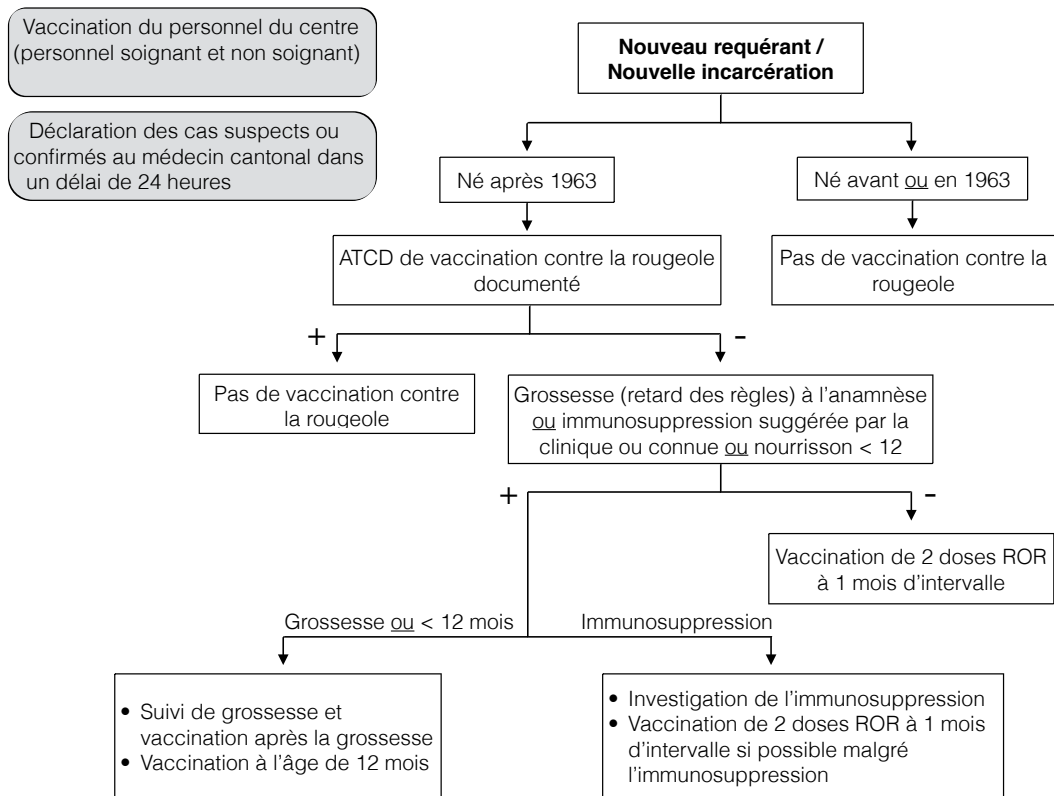 Vaccination du personnel du centre
(personnel soignant et non soignant)
Déclaration des cas suspects ou
confirmés au médecin cantonal dans
un délai de 24 heures
Nouveau requérant /
Nouvelle incarcération
Né après 1963
Né avant ou en 1963
ATCD de vaccination contre la rougeole
documenté
Pas de vaccination contre la
rougeole
+
-
Pas de vaccination contre
la rougeole
Grossesse (retard des règles) à l'anamnèse
ou immunosuppression suggérée par la
clinique ou connue ou nourrisson < 12
+
-
Vaccination de 2 doses ROR
à 1 mois d'intervalle
Grossesse ou < 12 mois
Immunosuppression
• Suivi de grossesse et
vaccination après la grossesse
• Vaccination à l'âge de 12 mois
• Investigation de l'immunosuppression
• Vaccination de 2 doses ROR à 1 mois
d'intervalle si possible malgré
l'immunosuppression